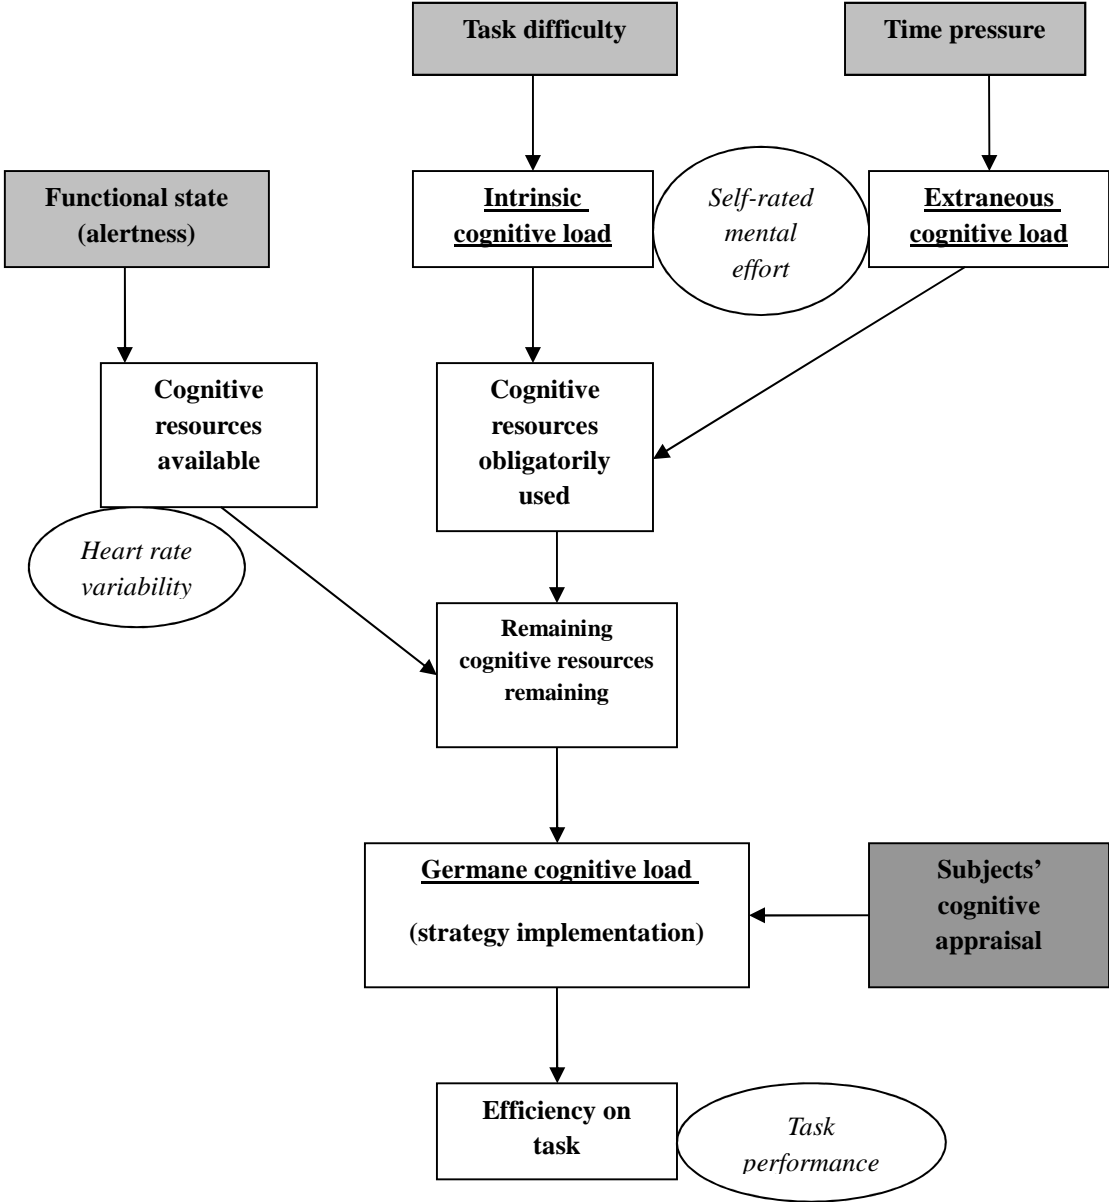 Task difficulty
Time pressure
Functional state
(alertness)
Intrinsic
cognitive load
Self-rated
mental
effort
Extraneous
cognitive load
Cognitive
resources
available
Cognitive
resources
obligatorily
used
Heart rate
variability
Remaining
cognitive resources
remaining
Germane cognitive load
(strategy implementation)
Subjects’
cognitive
appraisal
Efficiency on
task
Task
performance